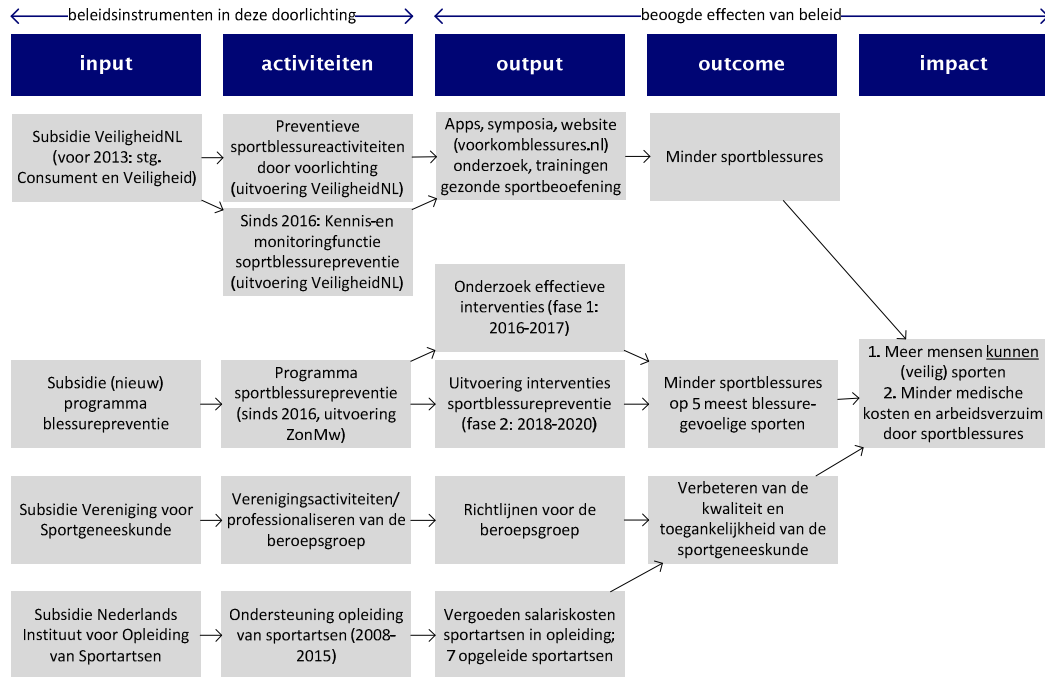 beleidsinstrumenten in deze doorlichting
beoogde effecten van beleid
input
activiteiten
output
outcome
impact
Subsidie VeiligheidNL
(voor 2013: stg.
Consument en Veiligheid)
Preventieve
sportblessureactiviteiten
door voorlichting
(uitvoering VeiligheidNL)
Apps, symposia, website
(voorkomblessures.nl)
onderzoek, trainingen
gezonde sportbeoefening
Minder sportblessures
Sinds 2016: Kennis-en
monitoringfunctie
soprtblessurepreventie
(uitvoering VeiligheidNL)
Onderzoek effectieve
interventies (fase 1:
2016-2017)
Subsidie (nieuw)
programma
blessurepreventie
Programma
sportblessurepreventie
(sinds 2016, uitvoering
ZonMw)
Uitvoering interventies
sportblessurepreventie
(fase 2: 2018-2020)
Minder sportblessures
op 5 meest blessure-
gevoelige sporten
1. Meer mensen kunnen
(veilig) sporten
2. Minder medische
kosten en arbeidsverzuim
door sportblessures
Subsidie Vereniging voor
Sportgeneeskunde
Verenigingsactiviteiten/
professionaliseren van de
beroepsgroep
Richtlijnen voor de
beroepsgroep
Verbeteren van de
kwaliteit en
toegankelijkheid van de
sportgeneeskunde
Subsidie Nederlands
Instituut voor Opleiding
van Sportartsen
Ondersteuning opleiding
van sportartsen (2008-
2015)
Vergoeden salariskosten
sportartsen in opleiding;
7 opgeleide sportartsen